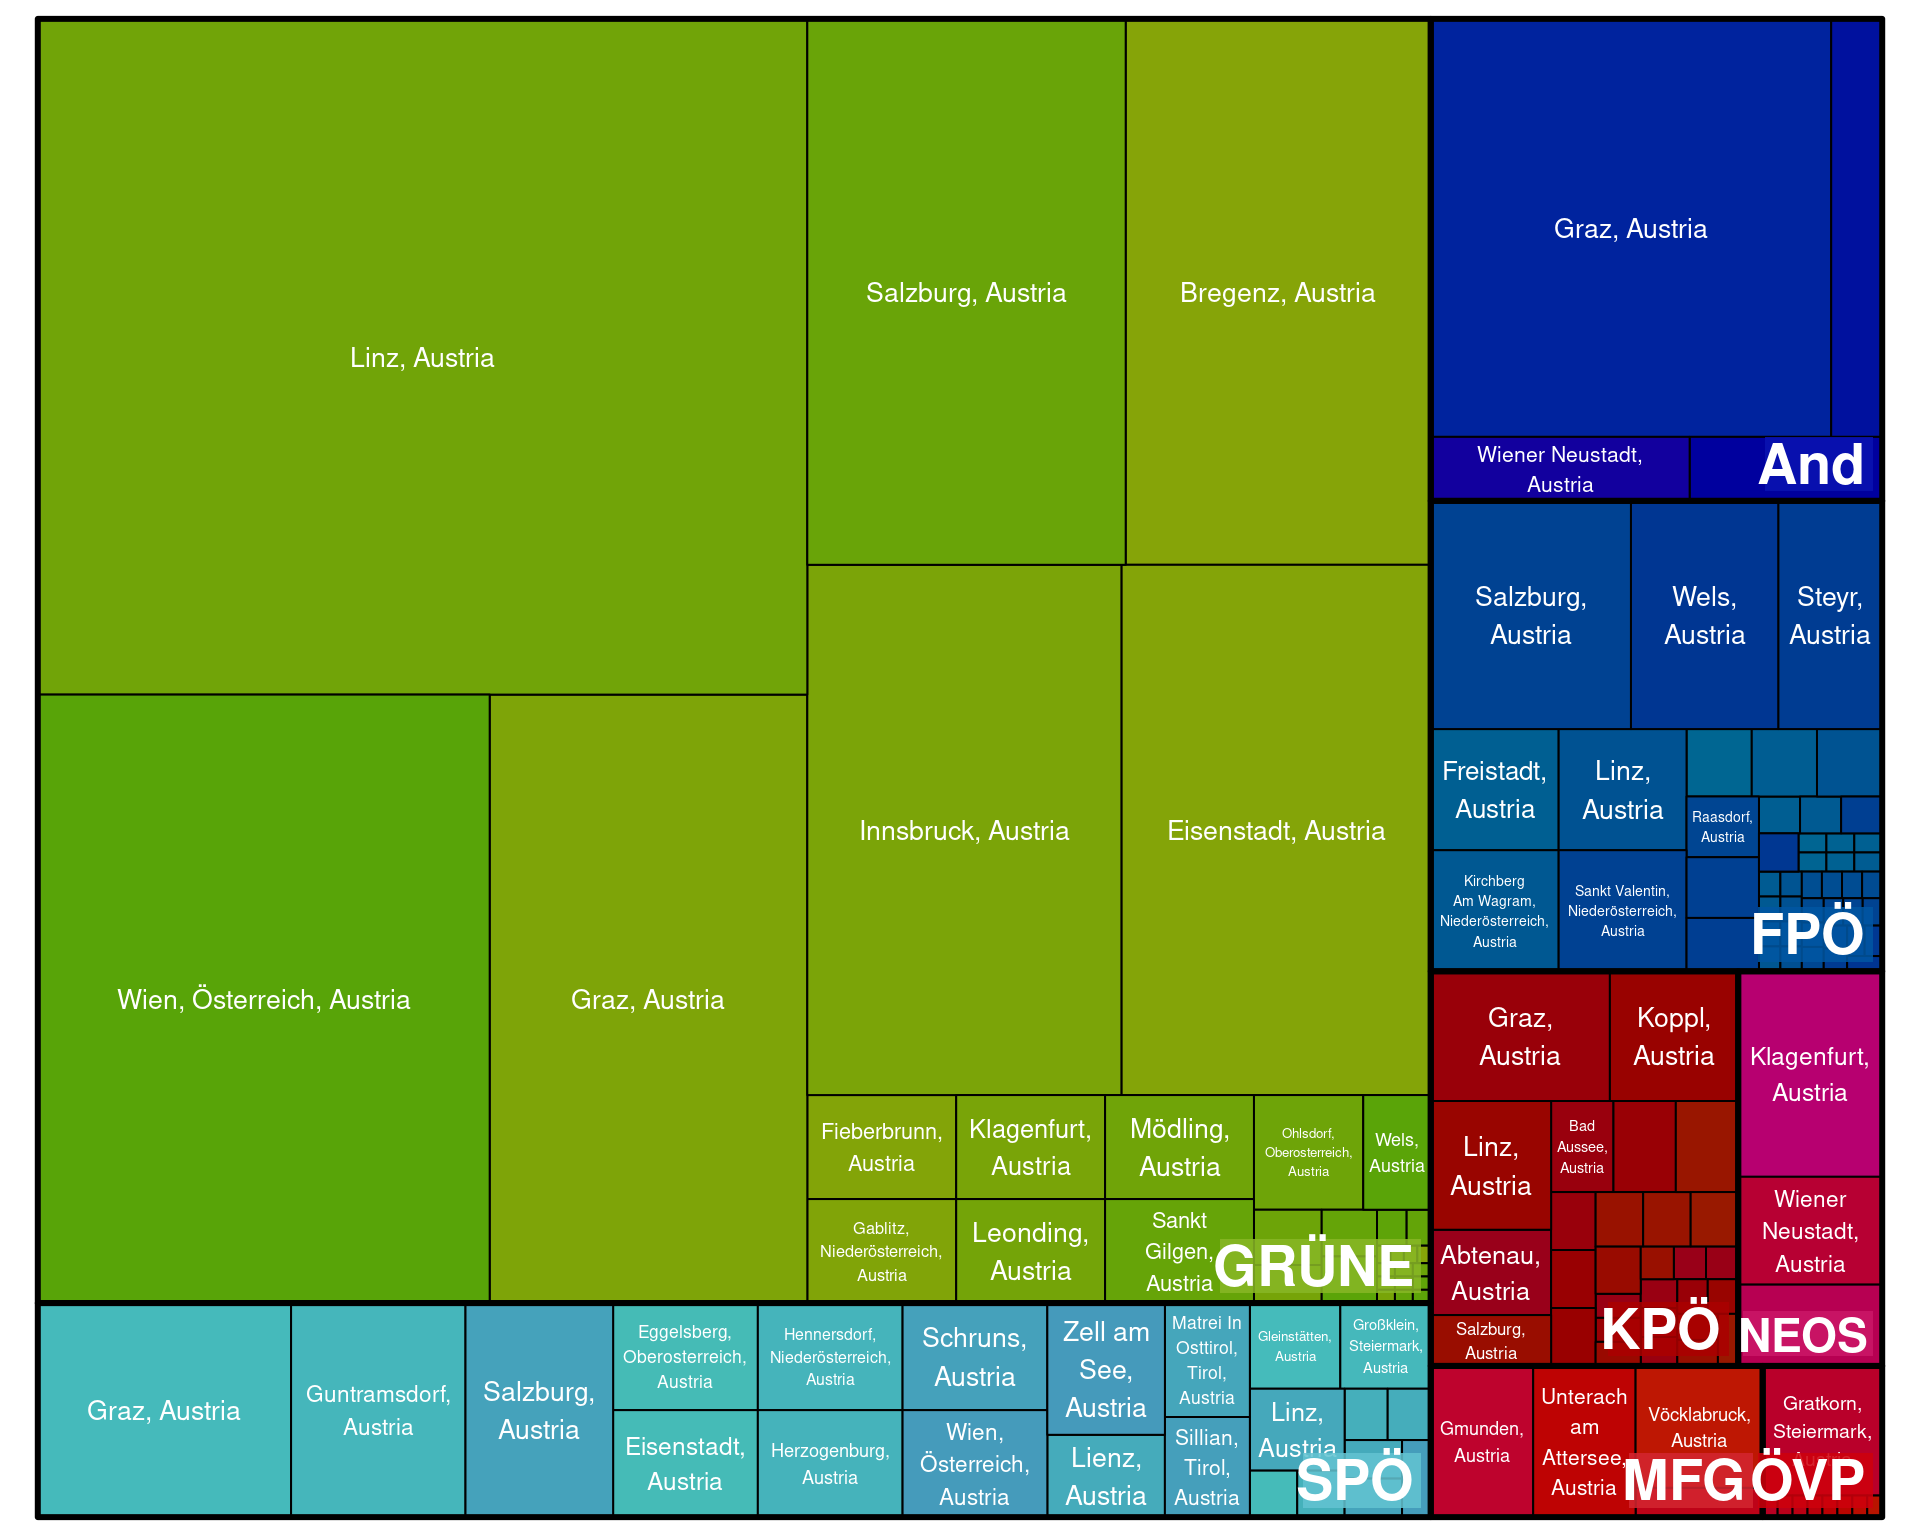 Linz, Austria
Salzburg, Austria
Bregenz, Austria
Wien, Österreich, Austria
Graz, Austria
Innsbruck, Austria
Eisenstadt, Austria
Fieberbrunn,
Austria
Klagenfurt,
Austria
Mödling,
Austria
Ohlsdorf,
Oberosterreich,
Austria
Wels,
Austria
Gablitz,
Niederösterreich,
Austria
Leonding,
Austria
Sankt
Gilgen,
Austria
GRÜNE
Graz, Austria
Guntramsdorf,
Austria
Salzburg,
Austria
Eggelsberg,
Oberosterreich,
Austria
Eisenstadt,
Austria
Hennersdorf,
Niederösterreich,
Austria
Herzogenburg,
Austria
Schruns,
Austria
Wien,
Österreich,
Austria
Zell am
See,
Austria
Lienz,
Austria
Matrei In
Osttirol,
Tirol,
Austria
Sillian,
Tirol,
Austria
Gleinstätten,
Austria
Großklein,
Steiermark,
Austria
Linz,
Austria
SPÖ
Graz, Austria
Wiener Neustadt,
Austria
And
Salzburg,
Austria
Wels,
Austria
Steyr,
Austria
Freistadt,
Austria
Linz,
Austria
Raasdorf,
Austria
Kirchberg
Am Wagram,
Niederösterreich,
Austria
Sankt Valentin,
Niederösterreich,
Austria
FPÖ
Graz,
Austria
Koppl,
Austria
Linz,
Austria
Bad
Aussee,
Austria
Abtenau,
Austria
Salzburg,
Austria
KPÖ
Klagenfurt,
Austria
Wiener
Neustadt,
Austria
NEOS
Gmunden,
Austria
Unterach
am
Attersee,
Austria
Vöcklabruck,
Austria
MFG
Gratkorn,
Steiermark,
ÖVP